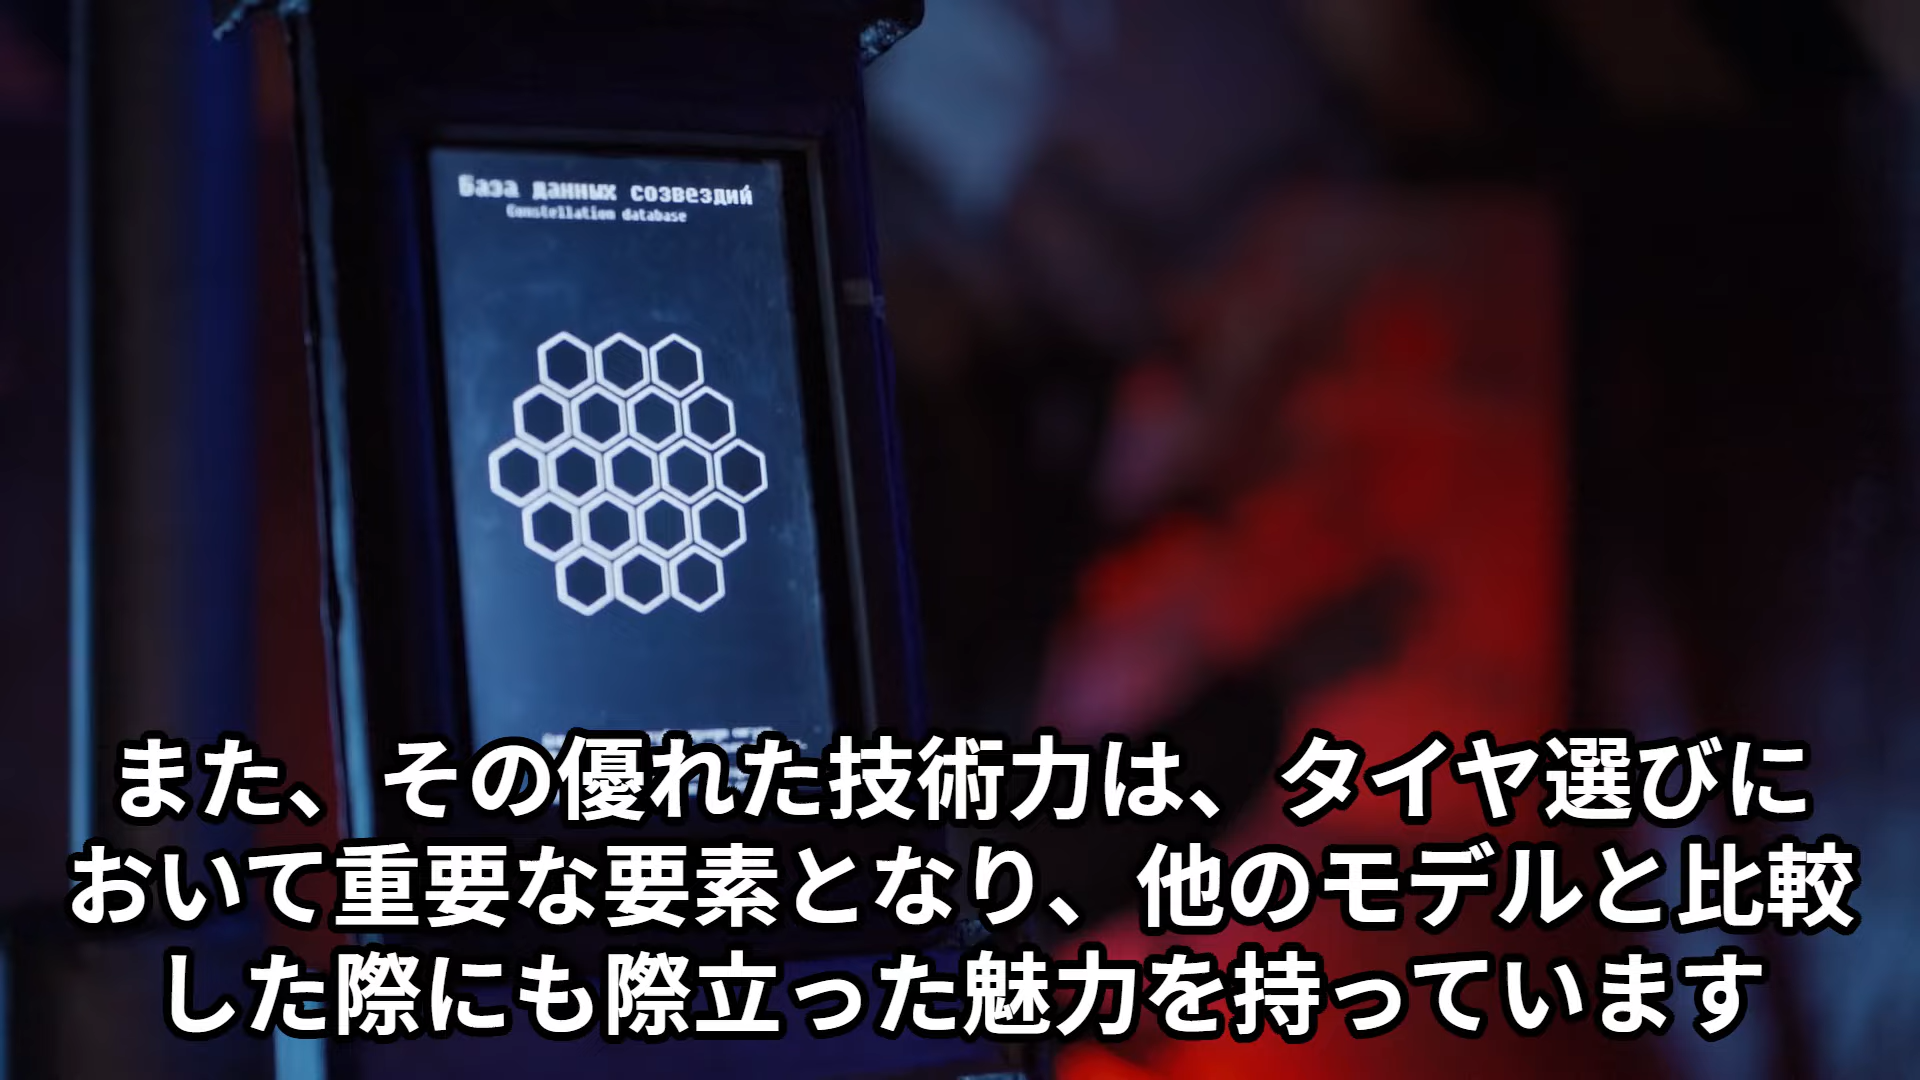 База данных созвездий
Constellation database
また、その優れた技術力は、タイヤ選びに
おいて重要な要素となり、他のモデルと比較
した際にも際立った魅力を持っています